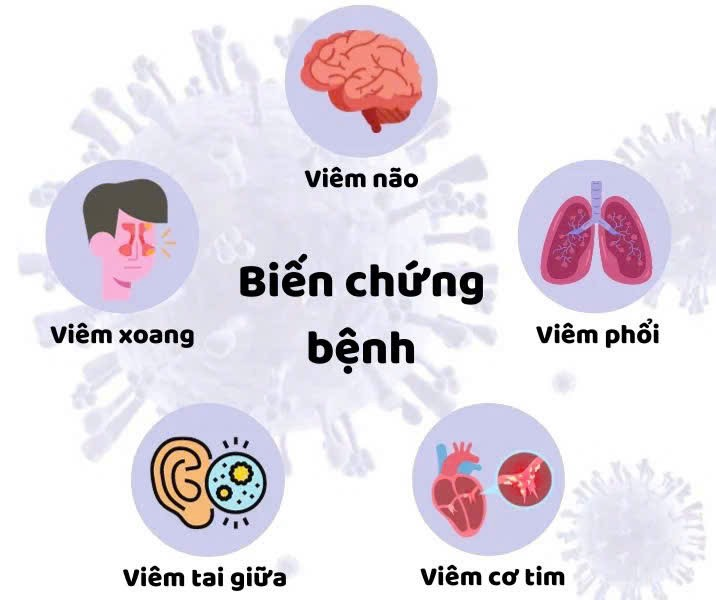 Viêm não
Viêm xoang
Viêm phổi
Biến chứng
bệnh
Viêm tai giữa
Viêm cơ tim